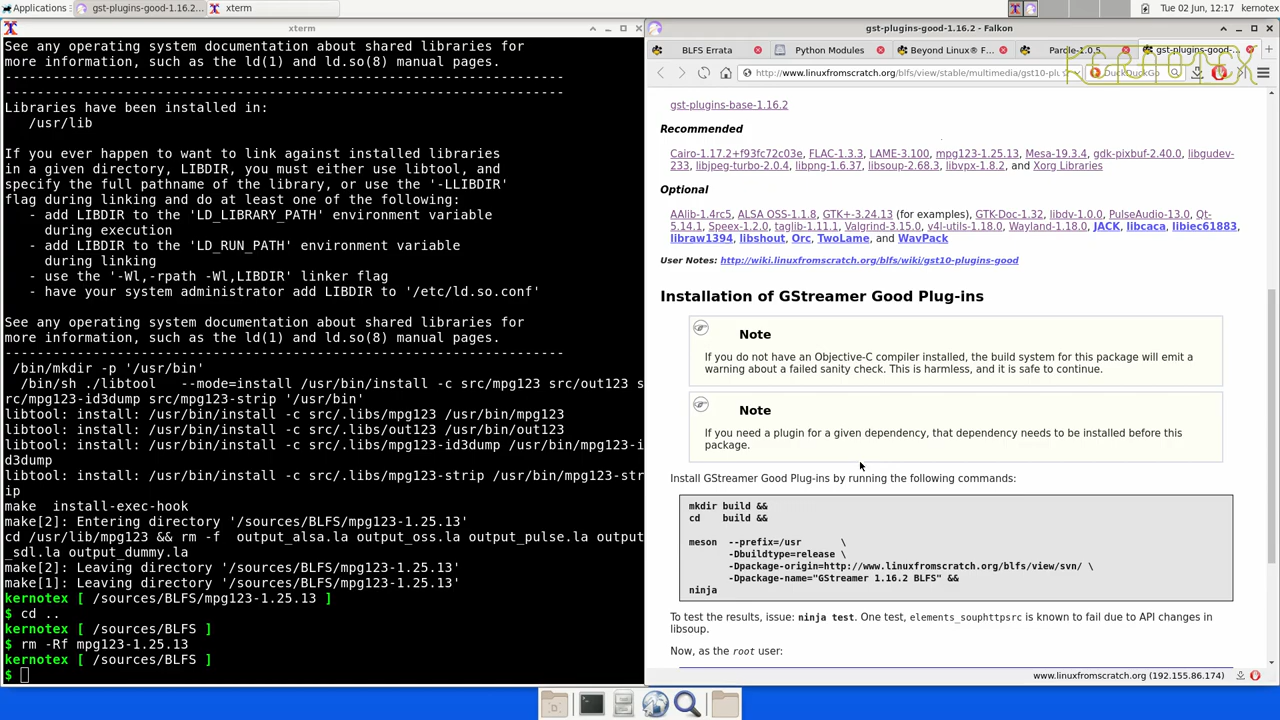 gst-plugins-good-1.16.2...
xterm
Tue 02 Jun, 12:17
kernotex
xterm
See any operating system documentation about shared libraries for
more information, such as the ld(1) and ld.so(8) manual pages.
----------------------------------------------------------------------
----------------------------------------------------------------------
Libraries have been installed in:
/usr/lib
If you ever happen to want to link against installed libraries
in a given directory, LIBDIR, you must either use libtool, and
specify the full pathname of the library, or use the '-LLIBDIR'
flag during linking and do at least one of the following:
- add LIBDIR to the 'LD_LIBRARY_PATH' environment variable
during execution
- add LIBDIR to the 'LD_RUN_PATH' environment variable
during linking
- use the '-Wl,-rpath -Wl,LIBDIR' linker flag
- have your system administrator add LIBDIR to '/etc/ld.so.conf'
See any operating system documentation about shared libraries for
more information, such as the ld(1) and ld.so(8) manual pages.
----------------------------------------------------------------------
/bin/mkdir -p '/usr/bin'
/bin/sh ./libtool   --mode=install /usr/bin/install -c src/mpg123 src/out123 s
rc/mpg123-id3dump src/mpg123-strip '/usr/bin'
libtool: install: /usr/bin/install -c src/.libs/mpg123 /usr/bin/mpg123
libtool: install: /usr/bin/install -c src/.libs/out123 /usr/bin/out123
libtool: install: /usr/bin/install -c src/.libs/mpg123-id3dump /usr/bin/mpg123-i
d3dump
libtool: install: /usr/bin/install -c src/.libs/mpg123-strip /usr/bin/mpg123-str
ip
make  install-exec-hook
make[2]: Entering directory '/sources/BLFS/mpg123-1.25.13'
cd /usr/lib/mpg123 && rm -f  output_alsa.la output_oss.la output_pulse.la output
_sdl.la output_dummy.la
make[2]: Leaving directory '/sources/BLFS/mpg123-1.25.13'
make[1]: Leaving directory '/sources/BLFS/mpg123-1.25.13'
kernotex [ /sources/BLFS/mpg123-1.25.13 ]
$ cd ..
kernotex [ /sources/BLFS ]
$ rm -Rf mpg123-1.25.13
kernotex [ /sources/BLFS ]
$
gst-plugins-good-1.16.2 - Falkon
BLFS Errata
Python Modules
Beyond Linux® F...
Parole-1.0.5
gst-plugins-good-...
KERNOTEX
http://www.linuxfromscratch.org/blfs/view/stable/multimedia/gst10-plu
DuckDuckGo
gst-plugins-base-1.16.2
Recommended
Cairo-1.17.2+f93fc72c03e, FLAC-1.3.3, LAME-3.100, mpg123-1.25.13, Mesa-19.3.4, gdk-pixbuf-2.40.0, libgudev-
233, libjpeg-turbo-2.0.4, libpng-1.6.37, libsoup-2.68.3, libvpx-1.8.2, and Xorg Libraries
Optional
AAlib-1.4rc5, ALSA OSS-1.1.8, GTK+-3.24.13 (for examples), GTK-Doc-1.32, libdv-1.0.0, PulseAudio-13.0, Qt-
5.14.1, Speex-1.2.0, taglib-1.11.1, Valgrind-3.15.0, v4l-utils-1.18.0, Wayland-1.18.0, JACK, libcaca, libiec61883,
libraw1394, libshout, Orc, TwoLame, and WavPack
User Notes: http://wiki.linuxfromscratch.org/blfs/wiki/gst10-plugins-good
Installation of GStreamer Good Plug-ins
Note
If you do not have an Objective-C compiler installed, the build system for this package will emit a
warning about a failed sanity check. This is harmless, and it is safe to continue.
Note
If you need a plugin for a given dependency, that dependency needs to be installed before this
package.
Install GStreamer Good Plug-ins by running the following commands:
mkdir build &&
cd    build &&
meson  --prefix=/usr       \
-Dbuildtype=release \
-Dpackage-origin=http://www.linuxfromscratch.org/blfs/view/svn/ \
-Dpackage-name="GStreamer 1.16.2 BLFS" &&
ninja
To test the results, issue: ninja test. One test, elements_souphttpsrc is known to fail due to API changes in
libsoup.
Now, as the root user:
www.linuxfromscratch.org (192.155.86.174)